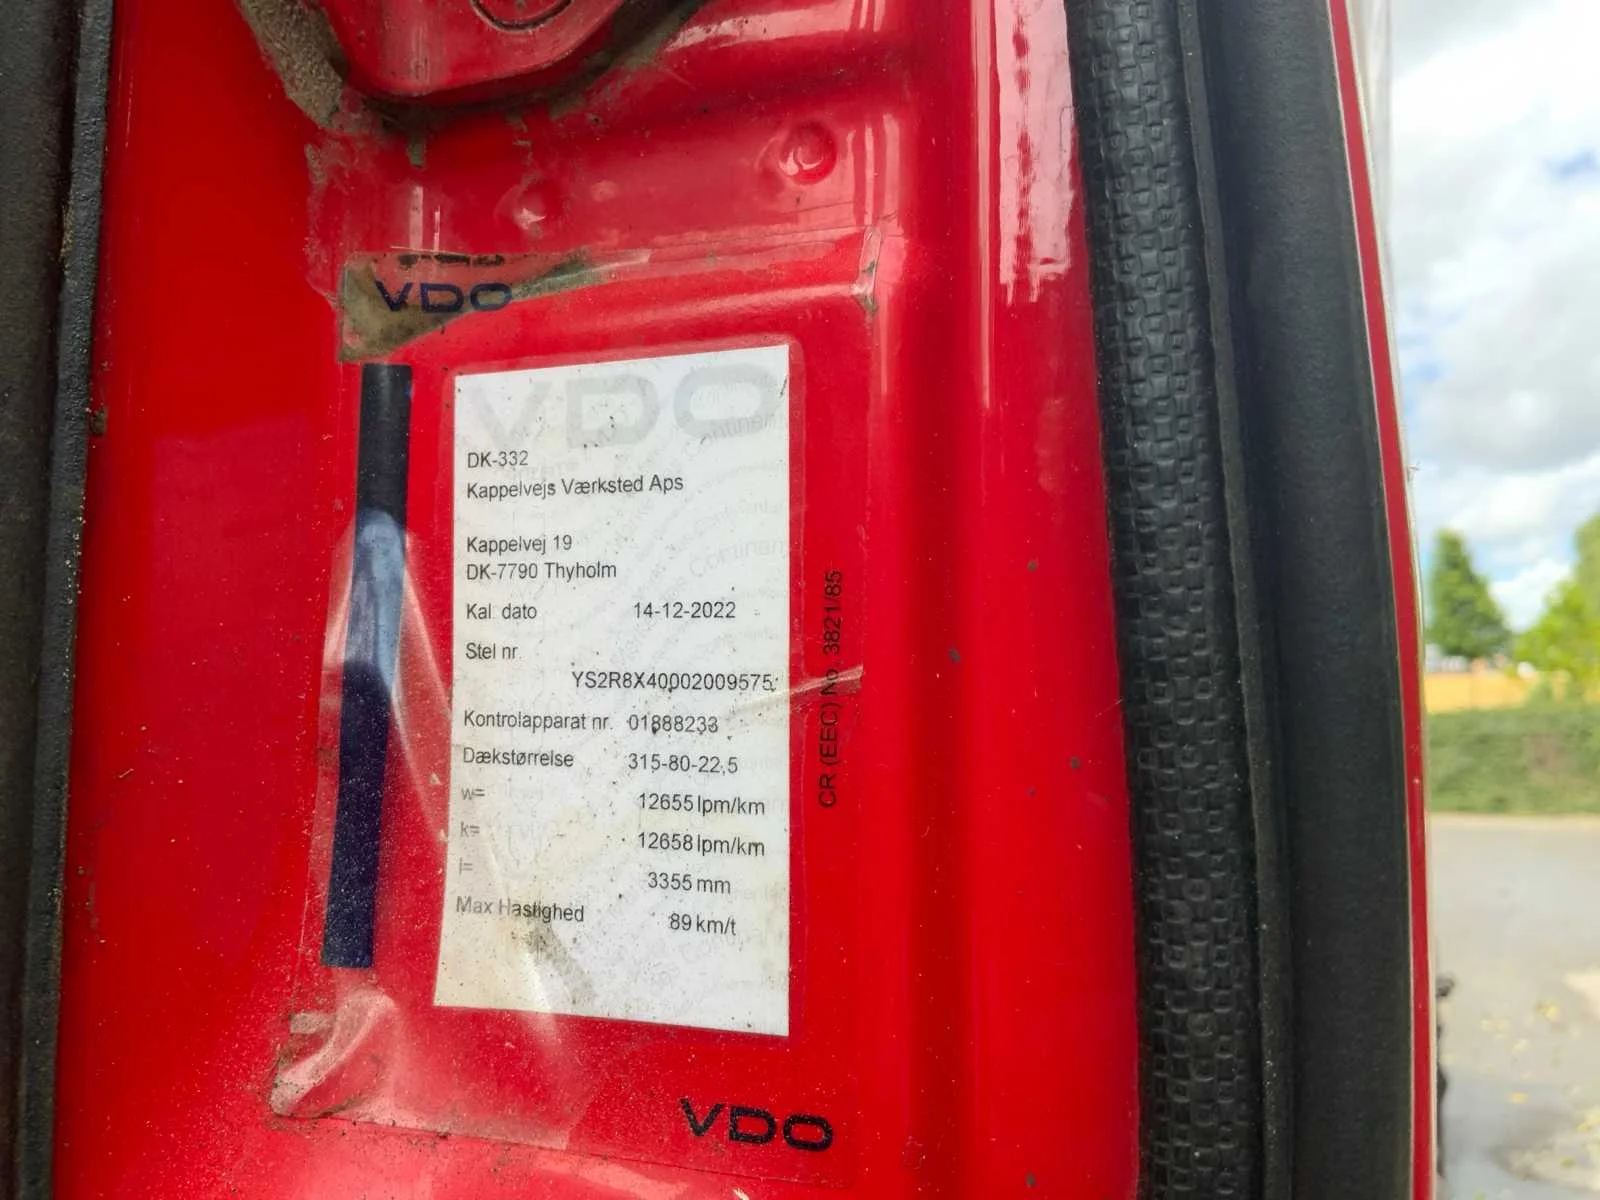 VDO
VDO
DK-332
Kappelvejs Værksted Aps
Kappelvej 19
DK-7790 Thyholm
Kal. dato 14-12-2022
Stel nr.
YS2R8X40002009575
Kontrolapparat nr. 01888233
Dækstørrelse 315-80-22,5
w= 12655 Ipm/km
k= 12658 Ipm/km
l= 3355 mm
Max Hastighed 89 km/t
CR (EEC) No 3821/85
VDO